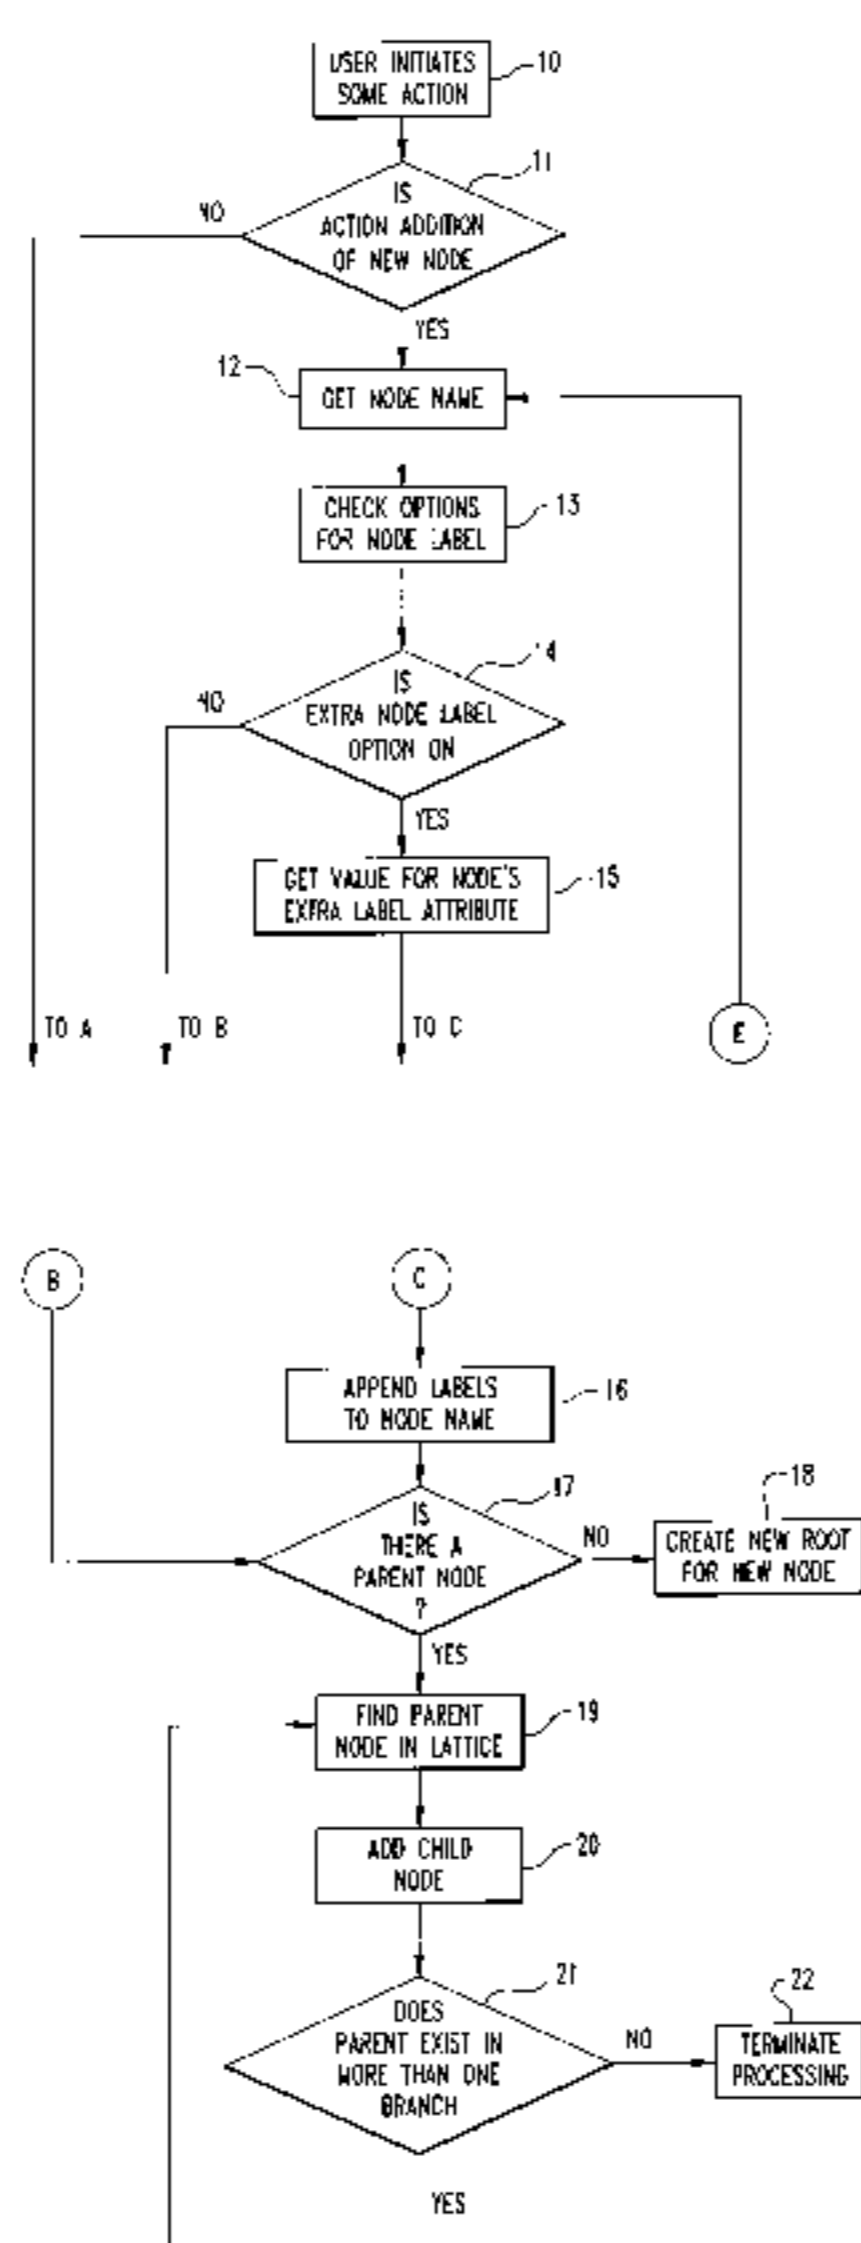 USER INITIATES
SOME ACTION
10
11
IS
ACTION ADDITION
OF NEW NODE
NO
YES
12
GET NODE NAME
CHECK OPTIONS
FOR NODE LABEL
13
14
IS
EXTRA NODE LABEL
OPTION ON
NO
YES
GET VALUE FOR NODE'S
EXTRA LABEL ATTRIBUTE
15
TO A
TO B
TO C
E
B
C
APPEND LABELS
TO NODE NAME
16
17
IS
THERE A
PARENT NODE
?
NO
18
CREATE NEW ROOT
FOR NEW NODE
YES
FIND PARENT
NODE IN LATTICE
19
ADD CHILD
NODE
20
21
DOES
PARENT EXIST IN
MORE THAN ONE
BRANCH
NO
22
TERMINATE
PROCESSING
YES